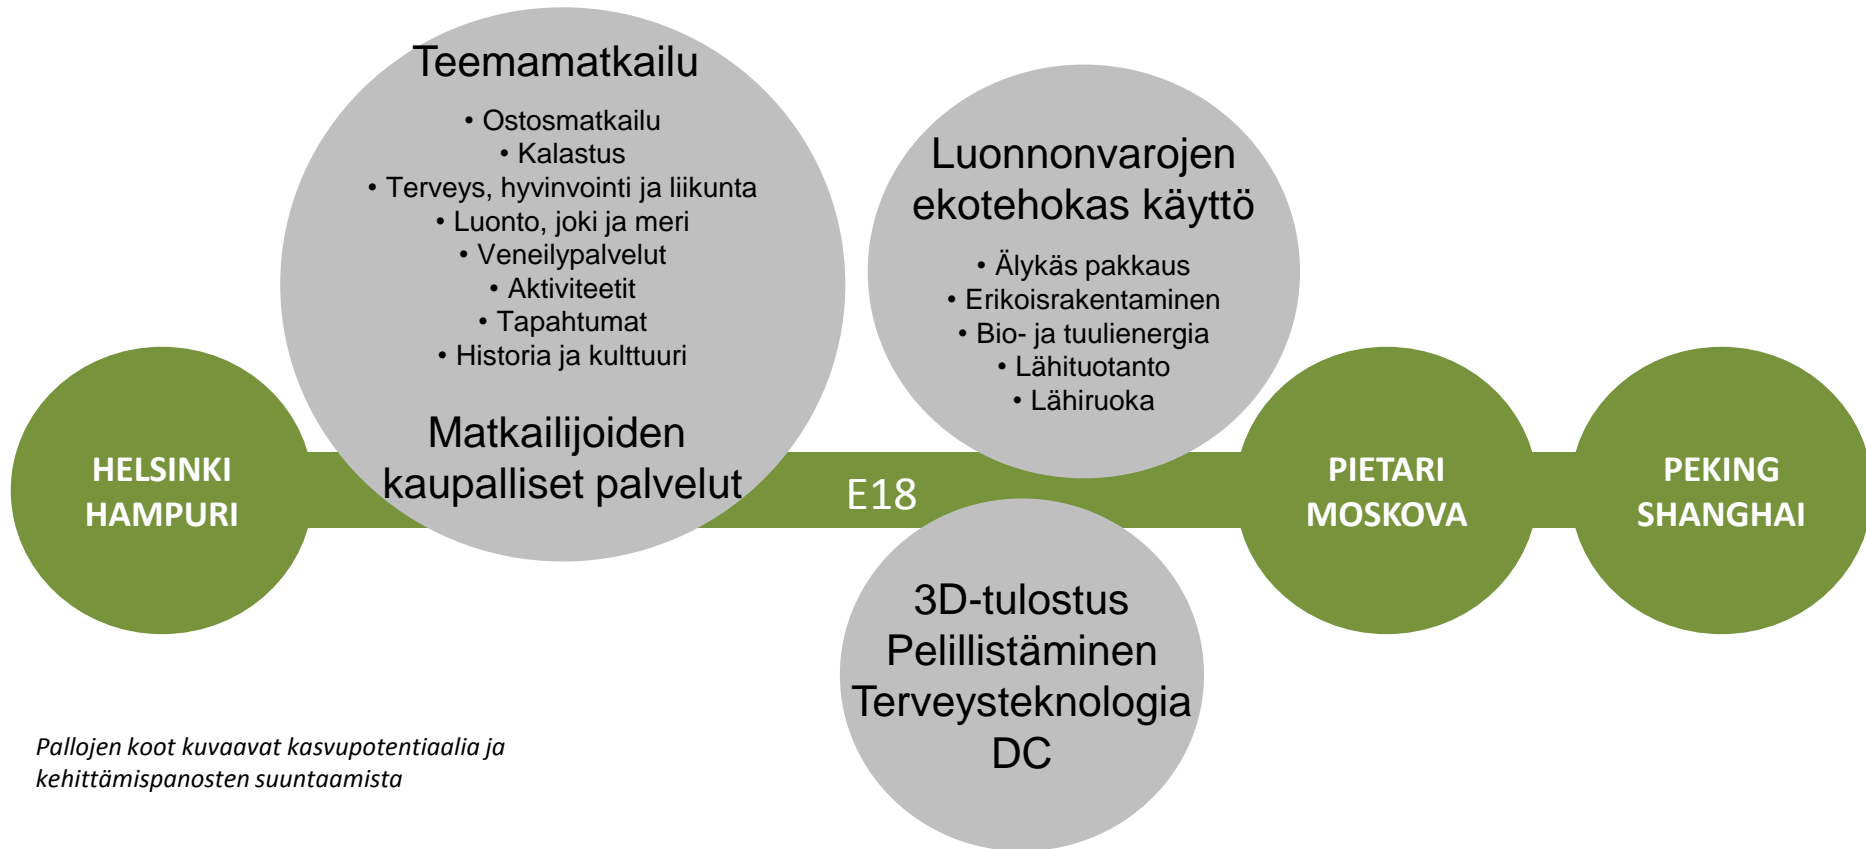 Teemamatkailu
• Ostosmatkailu
• Kalastus
• Terveys, hyvinvointi ja liikunta
• Luonto, joki ja meri
• Veneilypalvelut
• Aktiviteetit
• Tapahtumat
• Historia ja kulttuuri
Matkailijoiden
kaupalliset palvelut
Luonnonvarojen
ekotehokas käyttö
• Älykäs pakkaus
• Erikoisrakentaminen
• Bio- ja tuulienergia
• Lähituotanto
• Lähiruoka
HELSINKI
HAMPURI
E18
PIETARI
MOSKOVA
PEKING
SHANGHAI
3D-tulostus
Pelillistäminen
Terveysteknologia
DC
Pallojen koot kuvaavat kasvupotentiaalia ja
kehittämispanosten suuntaamista